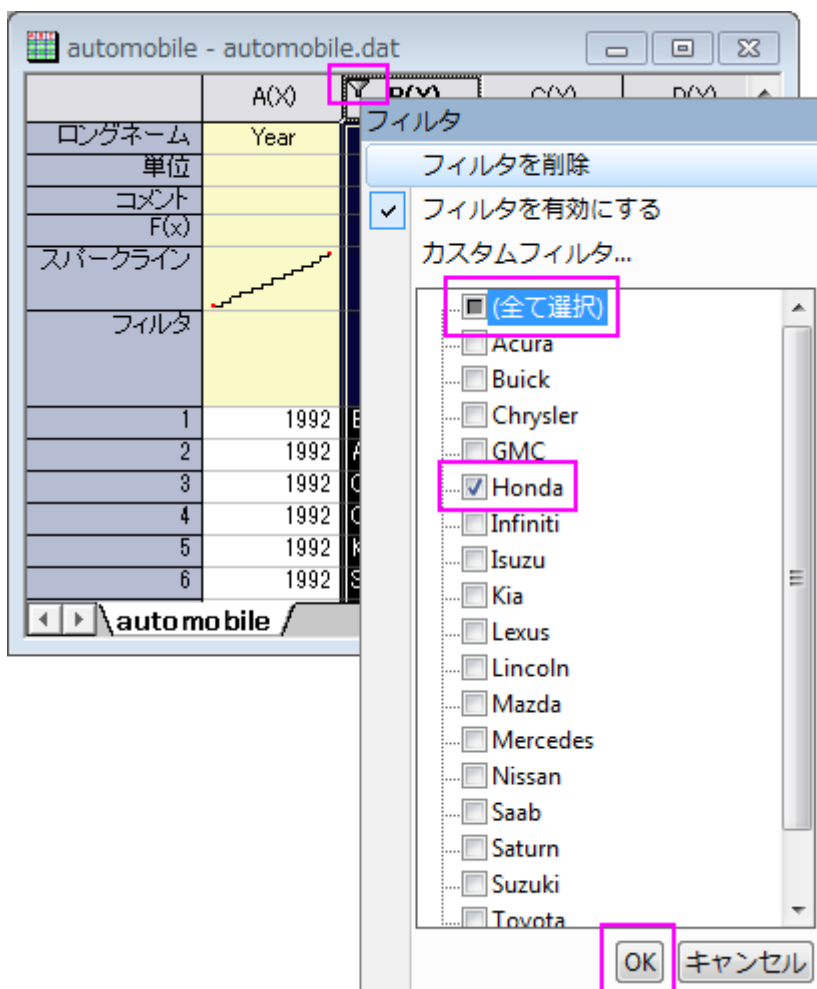 automobile - automobile.dat
A(X) B(Y) C(Y) D(Y)
ロングネーム Year
単位
コメント
F(x)
スパークライン
フィルタ
1 1992
2 1992
3 1992
4 1992
5 1992
6 1992
automobile
フィルタ
フィルタを削除
フィルタを有効にする
カスタムフィルタ...
(全て選択)
Acura
Buick
Chrysler
GMC
Honda
Infiniti
Isuzu
Kia
Lexus
Lincoln
Mazda
Mercedes
Nissan
Saab
Saturn
Suzuki
Toyota
OK キャンセル